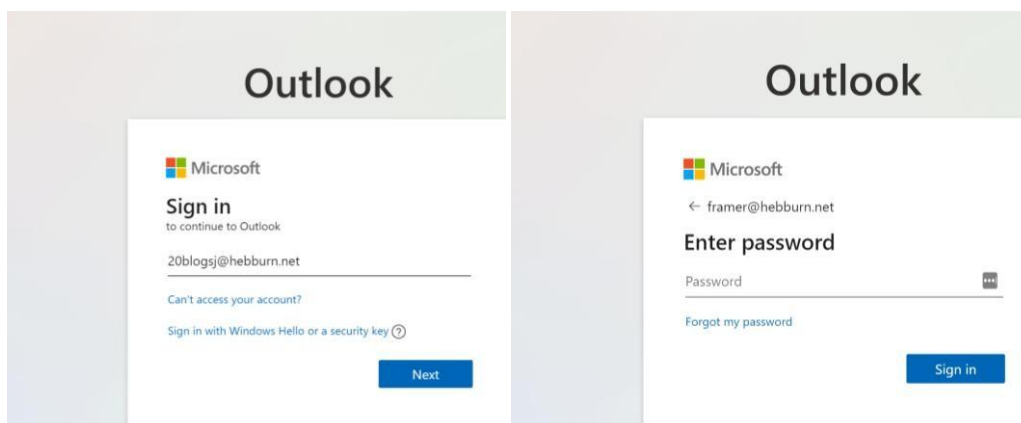 Outlook
Microsoft
Sign in
to continue to Outlook
20blogsj@hebburn.net
Can't access your account?
Sign in with Windows Hello or a security key
Next
Outlook
Microsoft
← framer@hebburn.net
Enter password
Password
Forgot my password
Sign in